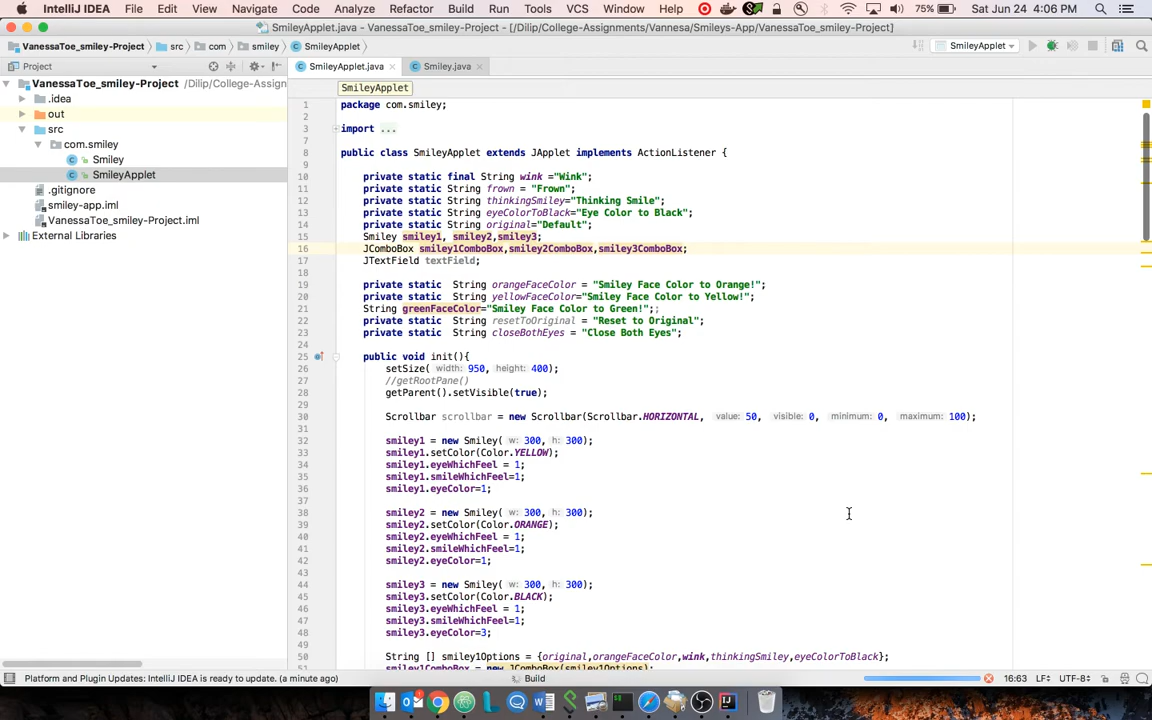 IntelliJ IDEA File Edit View Navigate Code Analyze Refactor Build Run Tools VCS Window Help 75% Sat Jun 24 4:06 PM
SmileyApplet.java - VanessaToe_smiley-Project - [/Dilip/College-Assignments/Vannesa/Smileys-App/VanessaToe_smiley-Project]
VanessaToe_smiley-Project src com smiley SmileyApplet SmileyApplet
Project SmileyApplet.java Smiley.java
VanessaToe_smiley-Project /Dilip/College-Assign
.idea
out
src
com.smiley
Smiley
SmileyApplet
.gitignore
smiley-app.iml
VanessaToe_smiley-Project.iml
External Libraries
SmileyApplet
1 package com.smiley;
2
3 import ...
7
8 public class SmileyApplet extends JApplet implements ActionListener {
9
10 private static final String wink ="Wink";
11 private static String frown = "Frown";
12 private static String thinkingSmiley="Thinking Smile";
13 private static String eyeColorToBlack="Eye Color to Black";
14 private static String original="Default";
15 Smiley smiley1, smiley2,smiley3;
16 JComboBox smiley1ComboBox,smiley2ComboBox,smiley3ComboBox;
17 JTextField textField;
18
19 private static String orangeFaceColor = "Smiley Face Color to Orange!";
20 private static String yellowFaceColor="Smiley Face Color to Yellow!";
21 String greenFaceColor="Smiley Face Color to Green!";;
22 private static String resetToOriginal = "Reset to Original";
23 private static String closeBothEyes = "Close Both Eyes";
24
25 public void init(){
26 setSize( width: 950, height: 400);
27 //getRootPane()
28 getParent().setVisible(true);
29
30 Scrollbar scrollbar = new Scrollbar(Scrollbar.HORIZONTAL, value: 50, visible: 0, minimum: 0, maximum: 100);
31
32 smiley1 = new Smiley( w: 300, h: 300);
33 smiley1.setColor(Color.YELLOW);
34 smiley1.eyeWhichFeel = 1;
35 smiley1.smileWhichFeel=1;
36 smiley1.eyeColor=1;
37
38 smiley2 = new Smiley( w: 300, h: 300);
39 smiley2.setColor(Color.ORANGE);
40 smiley2.eyeWhichFeel = 1;
41 smiley2.smileWhichFeel=1;
42 smiley2.eyeColor=1;
43
44 smiley3 = new Smiley( w: 300, h: 300);
45 smiley3.setColor(Color.BLACK);
46 smiley3.eyeWhichFeel = 1;
47 smiley3.smileWhichFeel=1;
48 smiley3.eyeColor=3;
49
50 String [] smiley1Options = {original,orangeFaceColor,wink,thinkingSmiley,eyeColorToBlack};
51 smiley1ComboBox = new JComboBox(smiley1Options);
Platform and Plugin Updates: IntelliJ IDEA is ready to update. (a minute ago) Build 16:63 LF÷ UTF-8÷